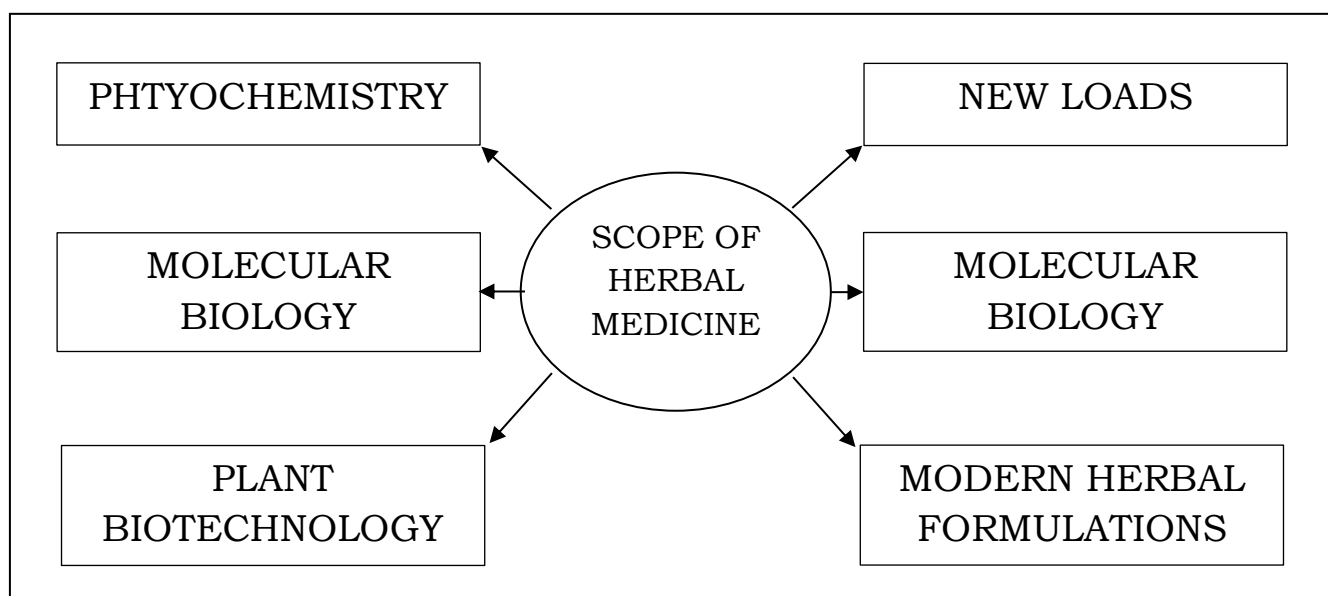 PHTYOCHEMISTRY
NEW LOADS
SCOPE OF
HERBAL
MEDICINE
MOLECULAR
BIOLOGY
MOLECULAR
BIOLOGY
PLANT
BIOTECHNOLOGY
MODERN HERBAL
FORMULATIONS